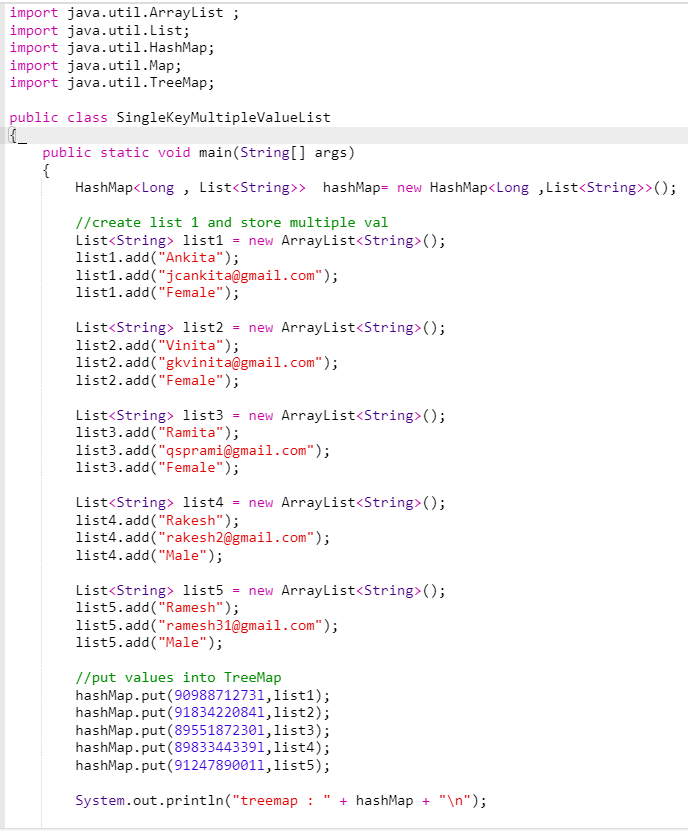 import java.util.ArrayList ;
import java.util.List;
import java.util.HashMap;
import java.util.Map;
import java.util.TreeMap;
public class SingleKeyMultipleValueList
{
public static void main(String[] args)
{
HashMap<Long , List<String>>  hashMap= new HashMap<Long ,List<String>>();
//create list 1 and store multiple val
List<String> list1 = new ArrayList<String>();
list1.add("Ankita");
list1.add("jcankita@gmail.com");
list1.add("Female");
List<String> list2 = new ArrayList<String>();
list2.add("Vinita");
list2.add("gkvinita@gmail.com");
list2.add("Female");
List<String> list3 = new ArrayList<String>();
list3.add("Ramita");
list3.add("qsprami@gmail.com");
list3.add("Female");
List<String> list4 = new ArrayList<String>();
list4.add("Rakesh");
list4.add("rakesh2@gmail.com");
list4.add("Male");
List<String> list5 = new ArrayList<String>();
list5.add("Ramesh");
list5.add("ramesh31@gmail.com");
list5.add("Male");
//put values into TreeMap
hashMap.put(9098871273l,list1);
hashMap.put(9183422084l,list2);
hashMap.put(8955187230l,list3);
hashMap.put(8983344339l,list4);
hashMap.put(9124789001l,list5);
System.out.println("treemap : " + hashMap + "\n");